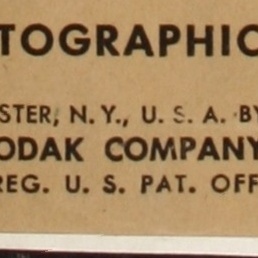 TOGRAPHIC
STER, N. Y., U. S. A. BY
ODAK COMPANY
REG. U. S. PAT. OFF